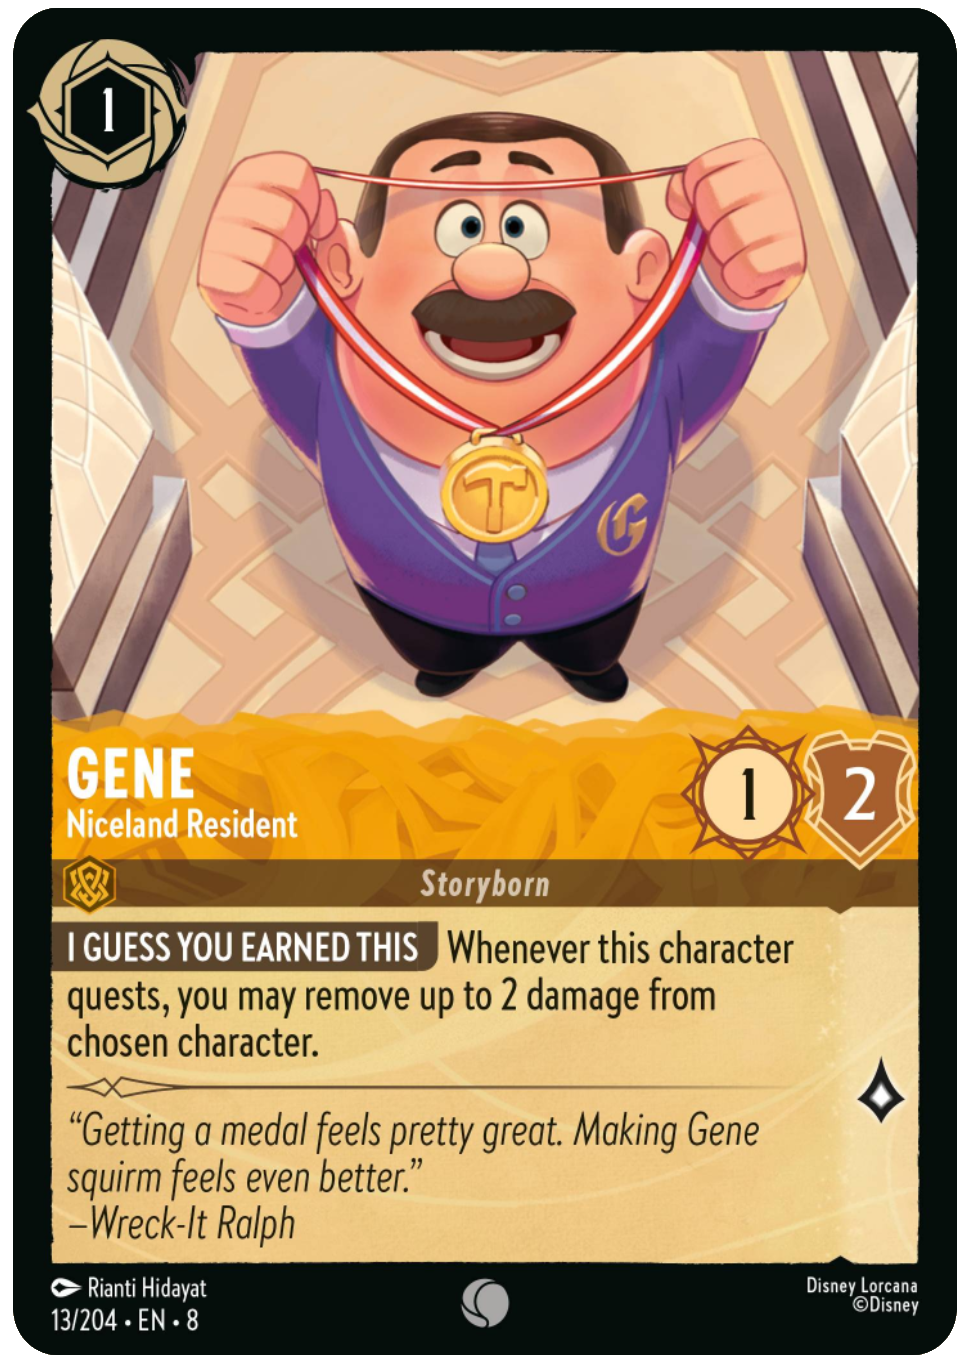 1
G
GENE
Niceland Resident
1
2
Storyborn
I GUESS YOU EARNED THIS Whenever this character
quests, you may remove up to 2 damage from
chosen character.
“Getting a medal feels pretty great. Making Gene
squirm feels even better.”
–Wreck-It Ralph
Rianti Hidayat
13/204 • EN • 8
Disney Lorcana
©Disney